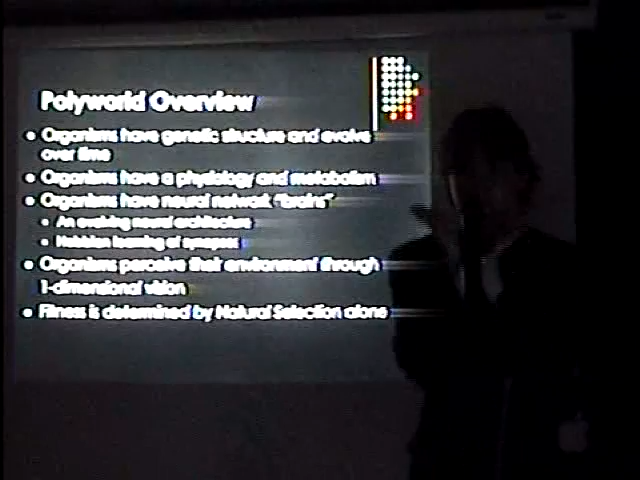 Polyworld Overview
• Organisms have genetic structure and evolve
over time
• Organisms have a physiology and metabolism
• Organisms have neural network "brains"
• An evolving neural architecture
• Hebbian learning at synapses
• Organisms perceive their environment through
1-dimensional vision
• Fitness is determined by Natural Selection alone